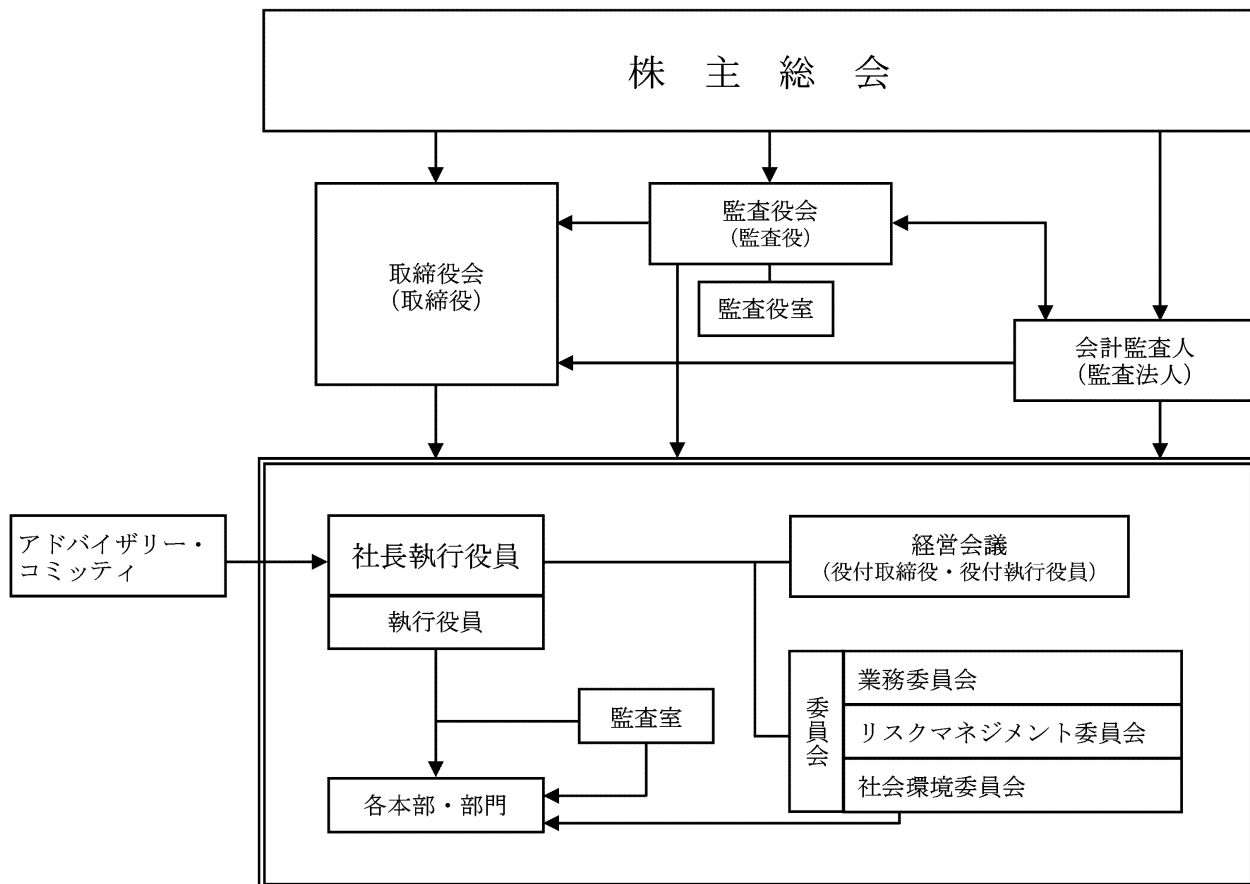 株主総会
監査役会
(監査役)
取締役会
(取締役)
監査役室
会計監査人
(監査法人)
アドバイザリー・
コミッティ
社長執行役員
執行役員
経営会議
(役付取締役・役付執行役員)
監査室
各本部・部門
委員会
業務委員会
リスクマネジメント委員会
社会環境委員会